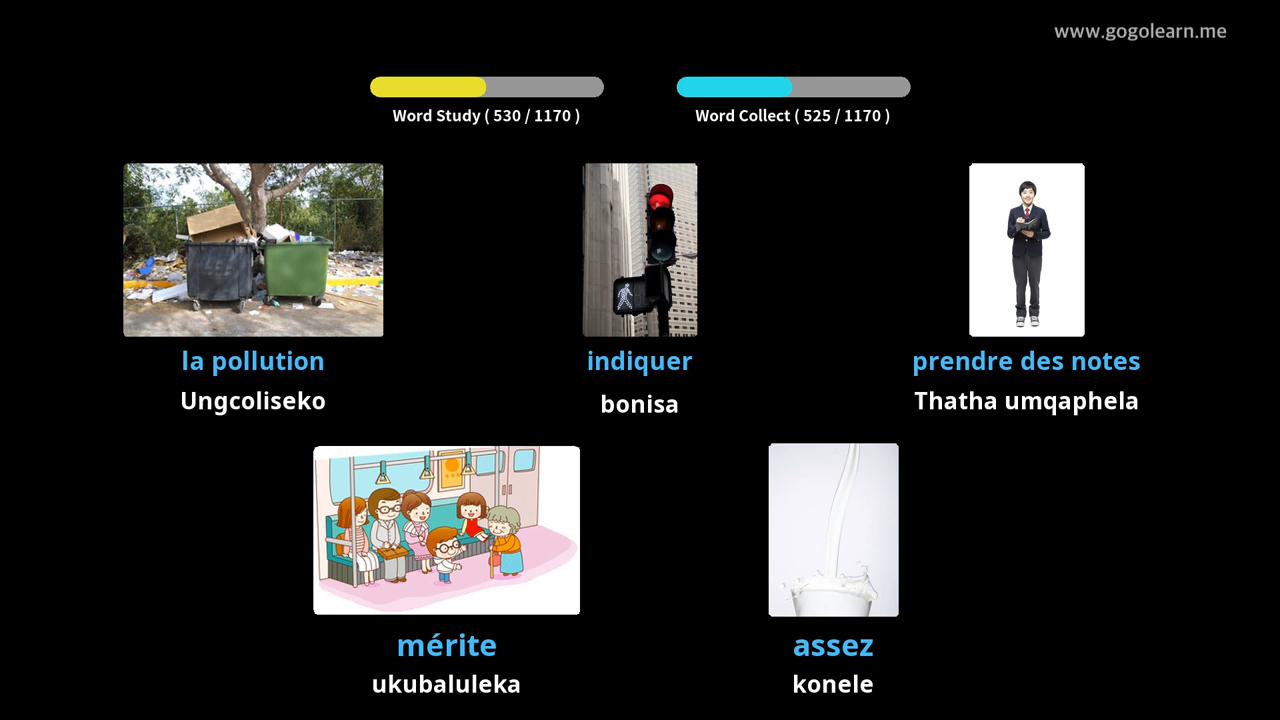 www.gogolearn.me
Word Study ( 530 / 1170 )
Word Collect ( 525 / 1170 )
la pollution
indiquer
prendre des notes
Ungcoliseko
bonisa
Thatha umqaphela
mérite
assez
ukubaluleka
konele